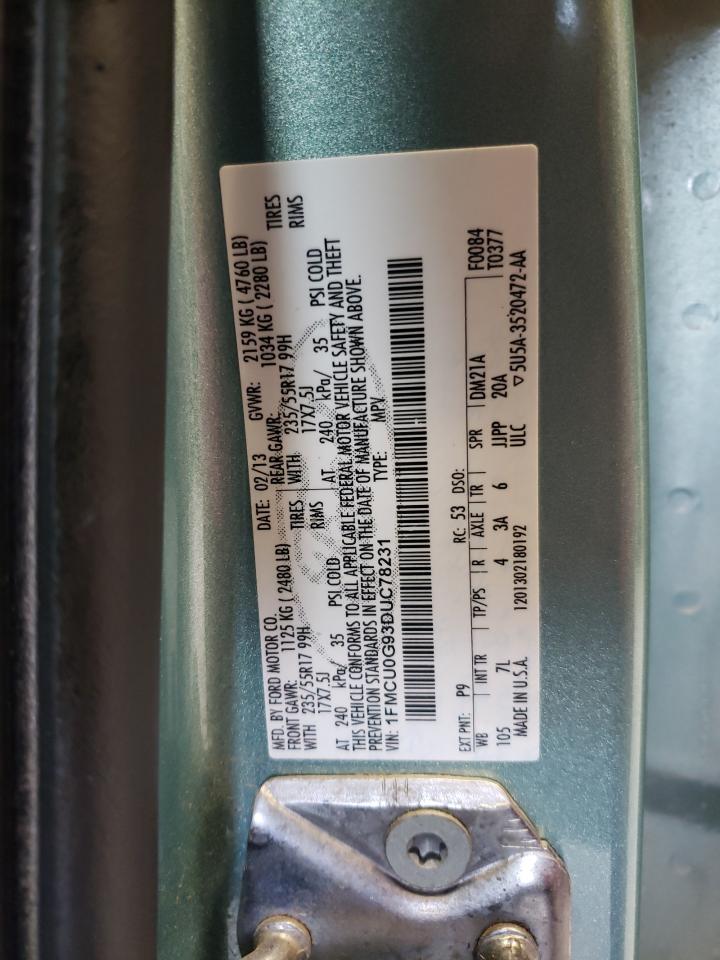 MFD. BY FORD MOTOR CO.
DATE: 02/13 GVWR: 2159 KG ( 4760 LB)
FRONT GAWR: 1125 KG ( 2480 LB) REAR GAWR: 1034 KG ( 2280 LB)
WITH 235/55R17 99H TIRES WITH 235/55R17 99H TIRES
17X7.5J RIMS 17X7.5J RIMS
AT 240 kPa/ 35 PSI COLD AT 240 kPa/ 35 PSI COLD
THIS VEHICLE CONFORMS TO ALL APPLICABLE FEDERAL MOTOR VEHICLE SAFETY AND THEFT
PREVENTION STANDARDS IN EFFECT ON THE DATE OF MANUFACTURE SHOWN ABOVE.
VIN: 1FMCU0G93DUC78231 TYPE: MPV
EXT PNT: P9 RC: 53 DSO: F0084
WB INT TR TP/PS R AXLE TR SPR DM21A T0377
105 7L 4 3A 6 JJPP 20A
MADE IN U.S.A. 1201302180192 ULC ▽5U5A-3520472-AA